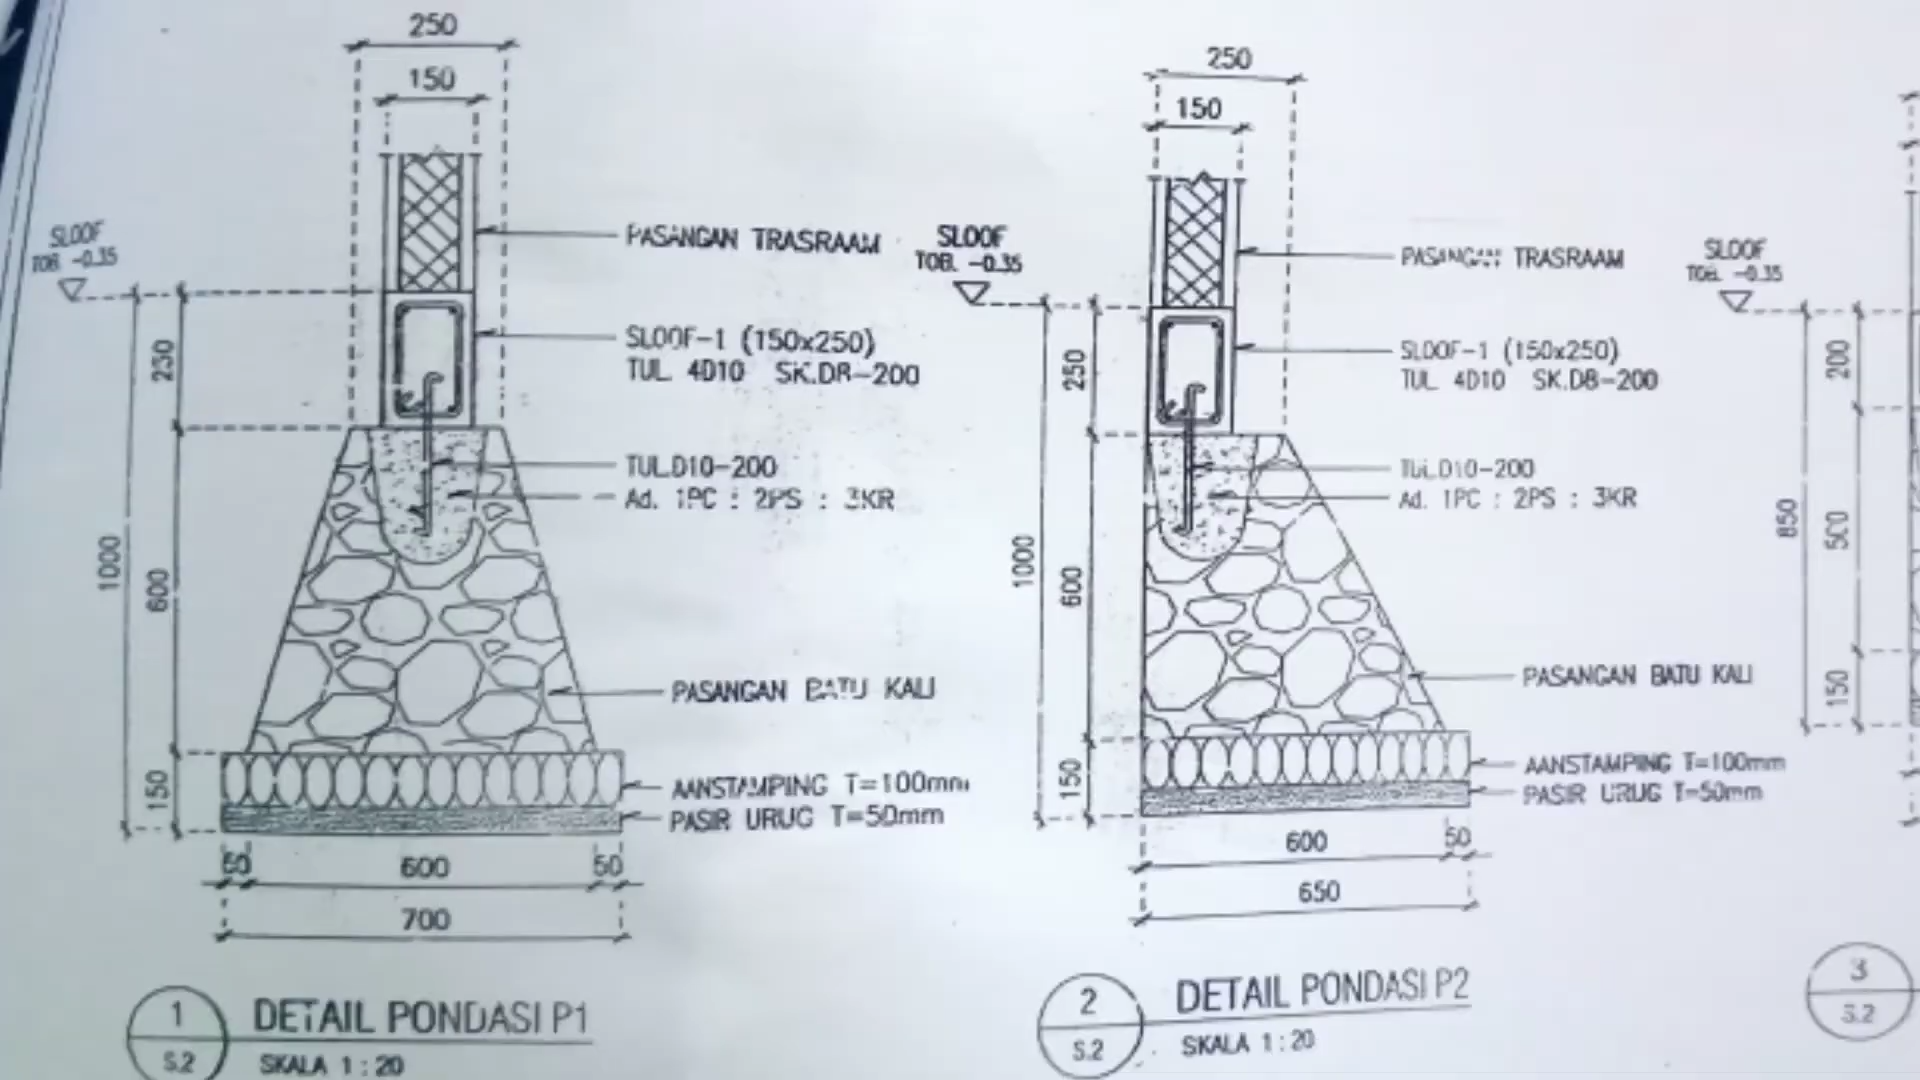 250
150
SLOOF
TOB. -0.35
PASANGAN TRASRAAM
250
SLOOF-1 (150x250)
TUL. 4D10 SK.D8-200
TUL.D10-200
Ad. 1PC : 2PS : 3KR
1000
600
PASANGAN BATU KALI
150
AANSTAMPING T=100mm
PASIR URUG T=50mm
50
600
50
700
1
S.2
DETAIL PONDASI P1
SKALA 1 : 20
250
150
SLOOF
TOB. -0.35
PASANGAN TRASRAAM
250
SLOOF-1 (150x250)
TUL. 4D10 SK.D8-200
TUL.D10-200
Ad. 1PC : 2PS : 3KR
1000
600
PASANGAN BATU KALI
150
AANSTAMPING T=100mm
PASIR URUG T=50mm
600
50
650
2
S.2
DETAIL PONDASI P2
SKALA 1 : 20
SLOOF
TOB. -0.35
200
850
500
150
3
S.2